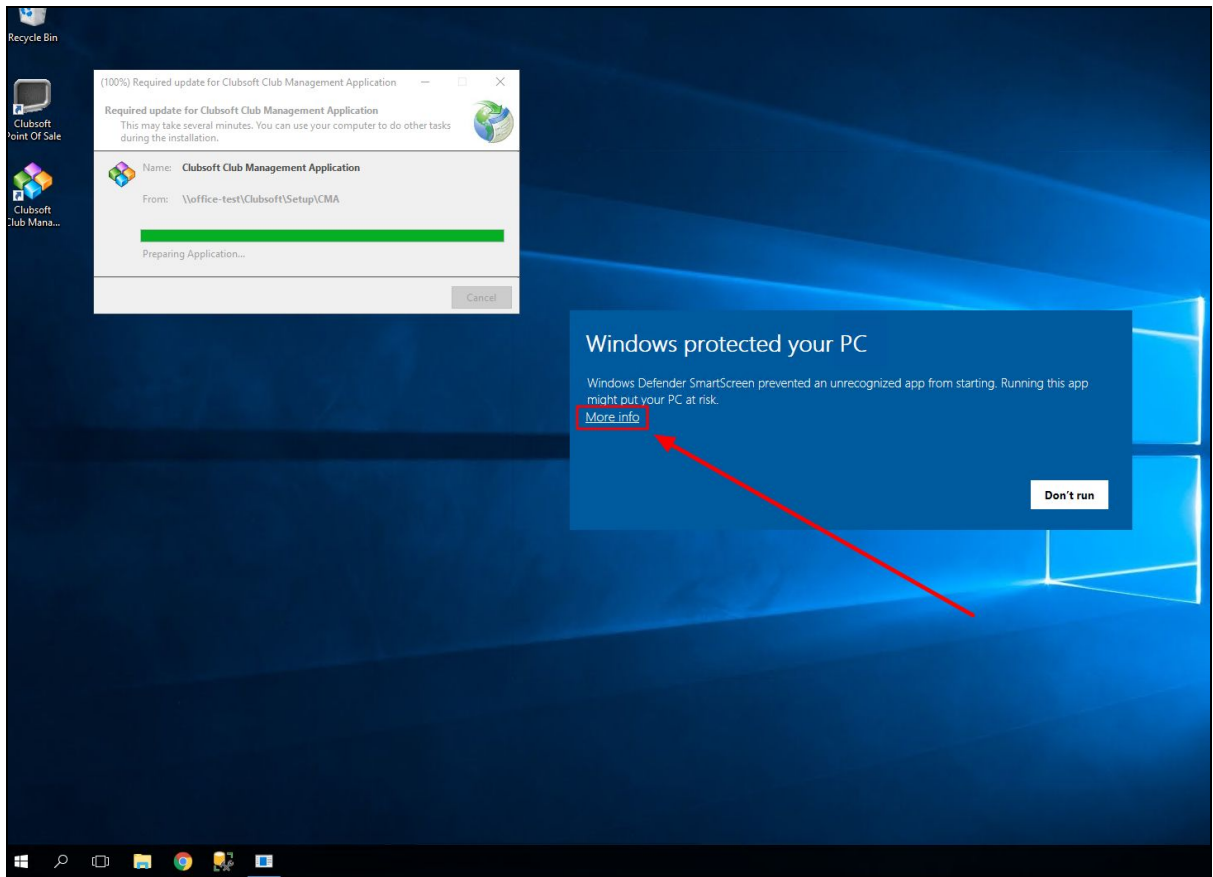 Recycle Bin
Clubsoft
Point Of Sale
Clubsoft
Club Mana...
(100%) Required update for Clubsoft Club Management Application
Required update for Clubsoft Club Management Application
This may take several minutes. You can use your computer to do other tasks
during the installation.
Name: Clubsoft Club Management Application
From: \\office-test\Clubsoft\Setup\CMA
Preparing Application...
Cancel
Windows protected your PC
Windows Defender SmartScreen prevented an unrecognized app from starting. Running this app
might put your PC at risk.
More info
Don't run